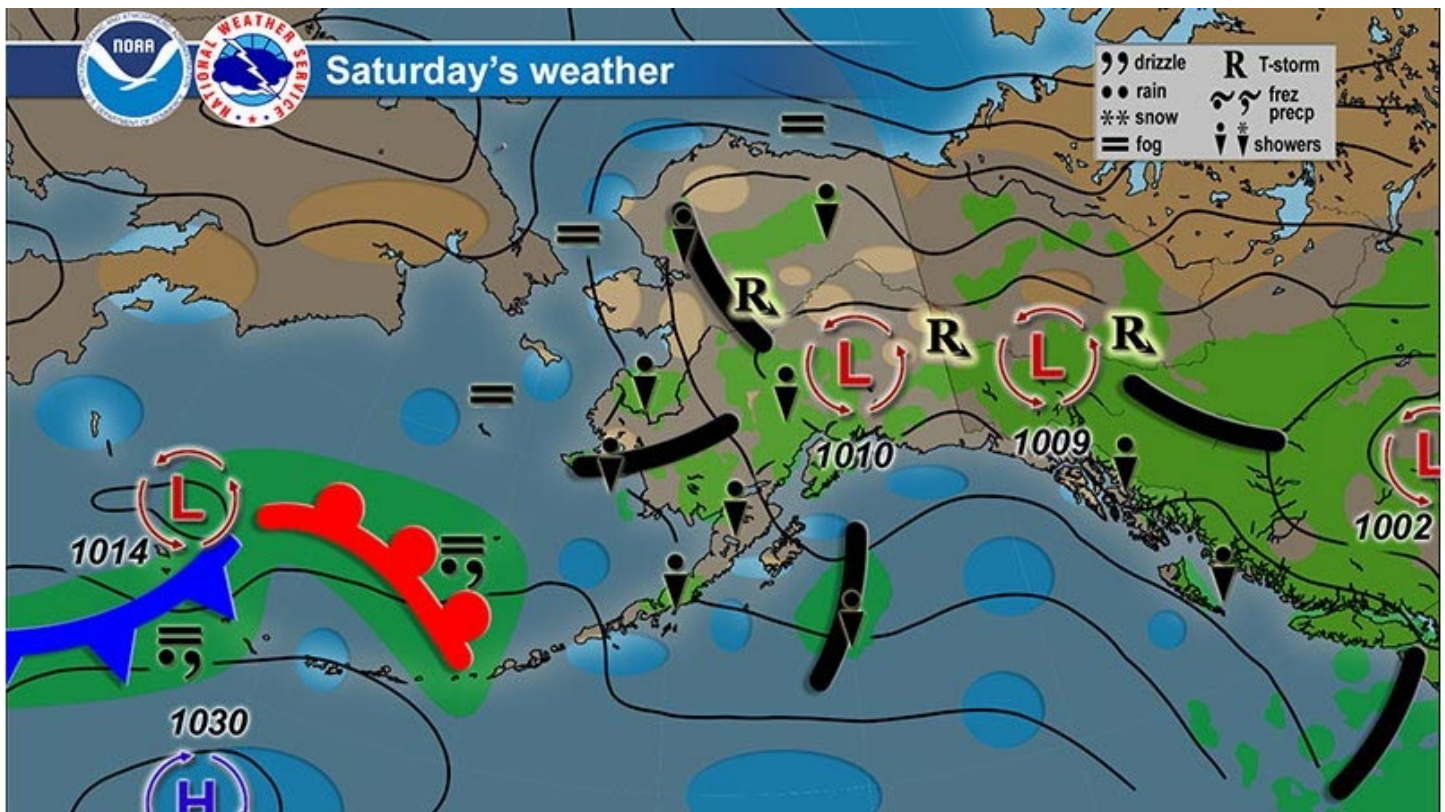 NOAA
NATIONAL WEATHER SERVICE
Saturday's weather
drizzle
R T-storm
rain
frez
precp
snow
fog
showers
R
R
R
L
1010
L
1009
L
1002
L
1014
1030
H